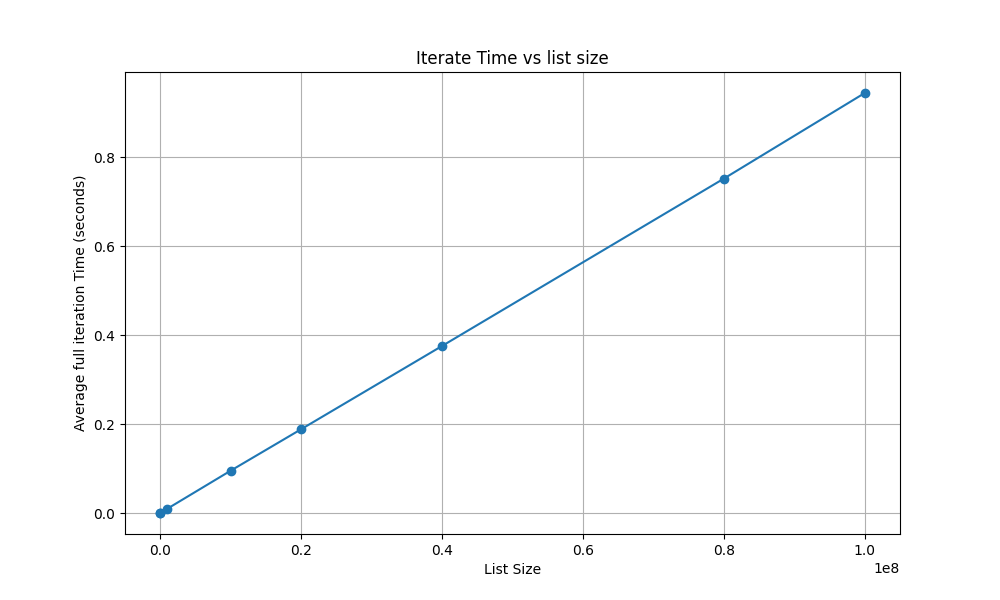 Iterate Time vs list size
Average full iteration Time (seconds)
0.8
0.6
0.4
0.2
0.0
0.0 0.2 0.4 0.6 0.8 1.0
1e8
List Size